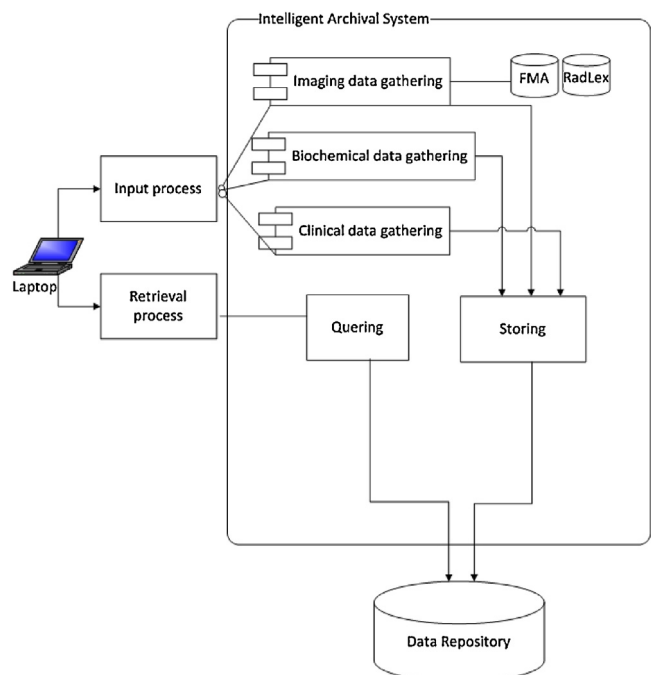 Intelligent Archival System
Imaging data gathering
FMA
RadLex
Biochemical data gathering
Input process
Clinical data gathering
Laptop
Retrieval
process
Quering
Storing
Data Repository